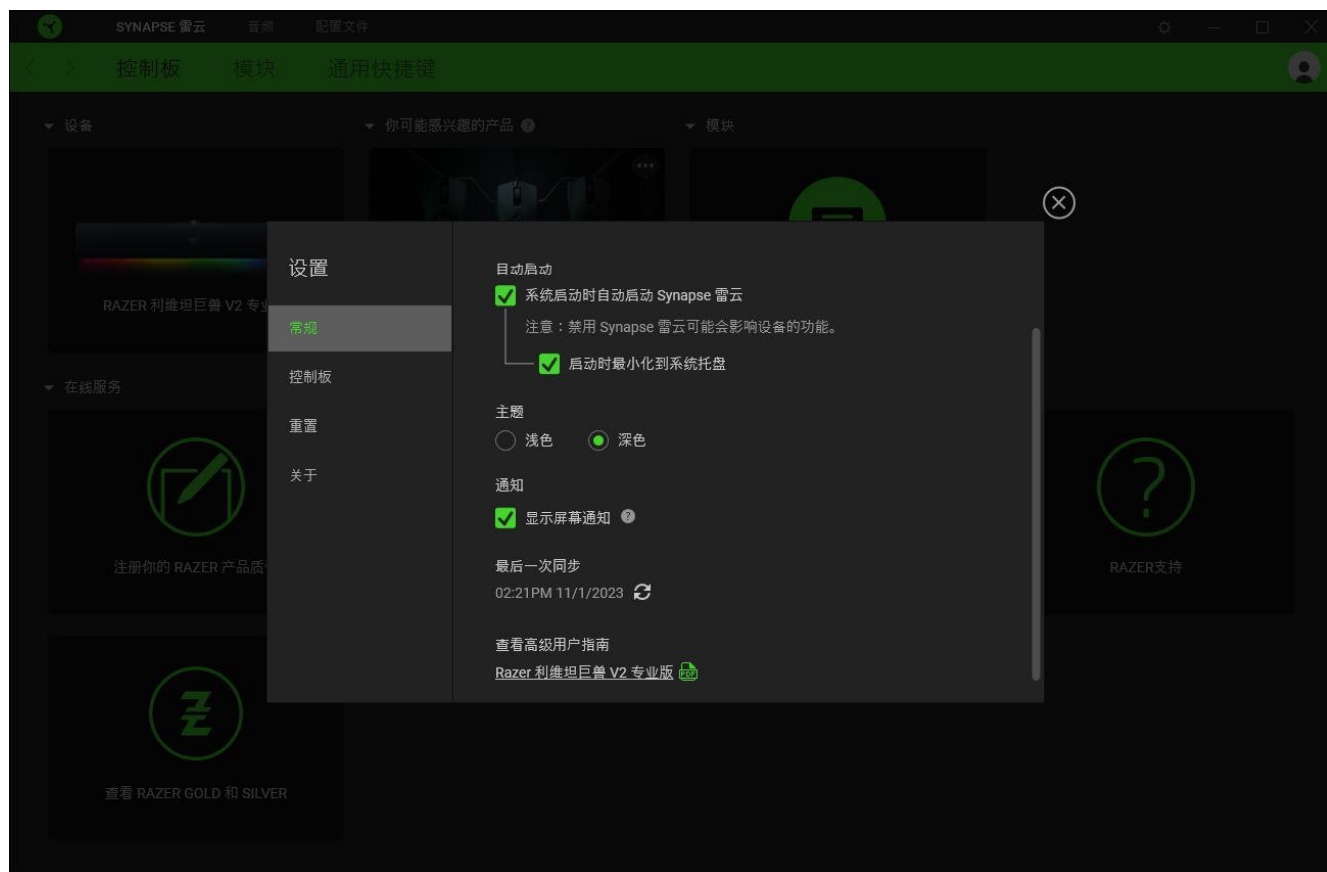 SYNAPSE 雷云 音频 配置文件
控制板 模块 通用快捷键
设备
你可能感兴趣的产品
模块
RAZER 利维坦巨兽 V2 专
在线服务
注册你的 RAZER 产品质
RAZER支持
查看 RAZER GOLD 和 SILVER
设置
常规
控制板
重置
关于
自动启动
系统启动时自动启动 Synapse 雷云
注意：禁用 Synapse 雷云可能会影响设备的功能。
启动时最小化到系统托盘
主题
浅色 深色
通知
显示屏幕通知
最后一次同步
02:21PM 11/1/2023
查看高级用户指南
Razer 利维坦巨兽 V2 专业版 PDF